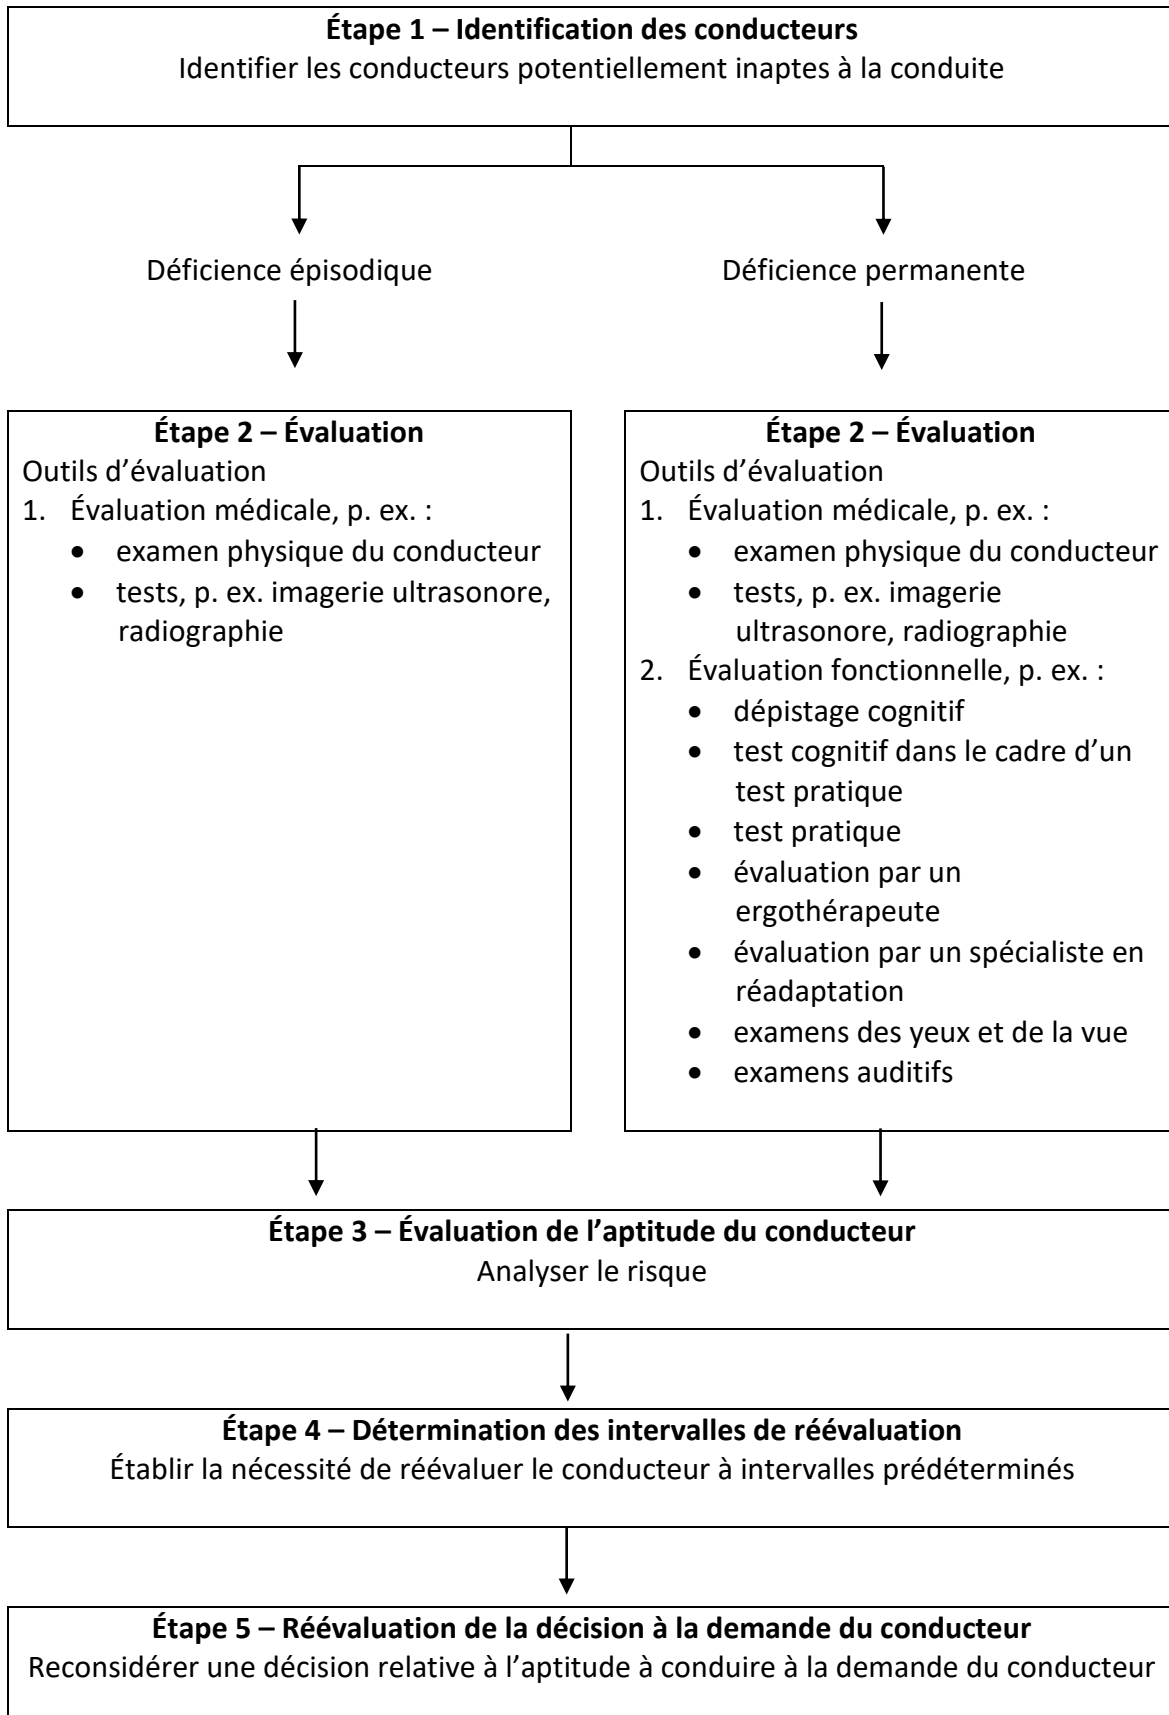 Étape 1 – Identification des conducteurs
Identifier les conducteurs potentiellement inaptes à la conduite
Déficience épisodique
Déficience permanente
Étape 2 – Évaluation
Outils d’évaluation
1. Évaluation médicale, p. ex. :
• examen physique du conducteur
• tests, p. ex. imagerie ultrasonore,
radiographie
Étape 2 – Évaluation
Outils d’évaluation
1. Évaluation médicale, p. ex. :
• examen physique du conducteur
• tests, p. ex. imagerie
ultrasonore, radiographie
2. Évaluation fonctionnelle, p. ex. :
• dépistage cognitif
• test cognitif dans le cadre d’un
test pratique
• test pratique
• évaluation par un
ergothérapeute
• évaluation par un spécialiste en
réadaptation
• examens des yeux et de la vue
• examens auditifs
Étape 3 – Évaluation de l’aptitude du conducteur
Analyser le risque
Étape 4 – Détermination des intervalles de réévaluation
Établir la nécessité de réévaluer le conducteur à intervalles prédéterminés
Étape 5 – Réévaluation de la décision à la demande du conducteur
Reconsidérer une décision relative à l’aptitude à conduire à la demande du conducteur